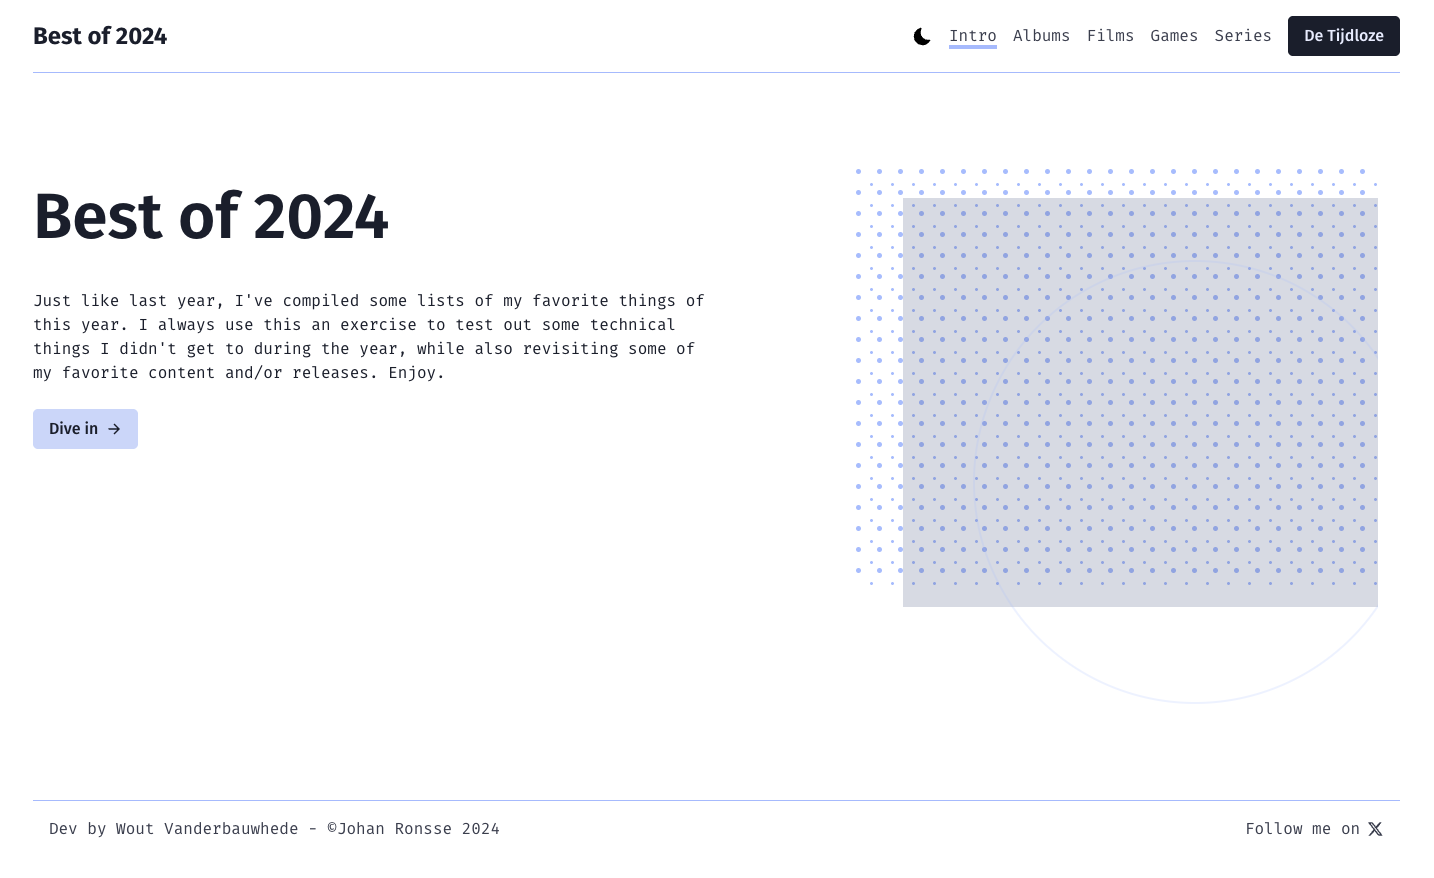 Best of 2024
Intro Albums Films Games Series De Tijdloze
Best of 2024
Just like last year, I've compiled some lists of my favorite things of
this year. I always use this an exercise to test out some technical
things I didn't get to during the year, while also revisiting some of
my favorite content and/or releases. Enjoy.
Dive in →
Dev by Wout Vanderbauwhede - ©Johan Ronsse 2024
Follow me on X